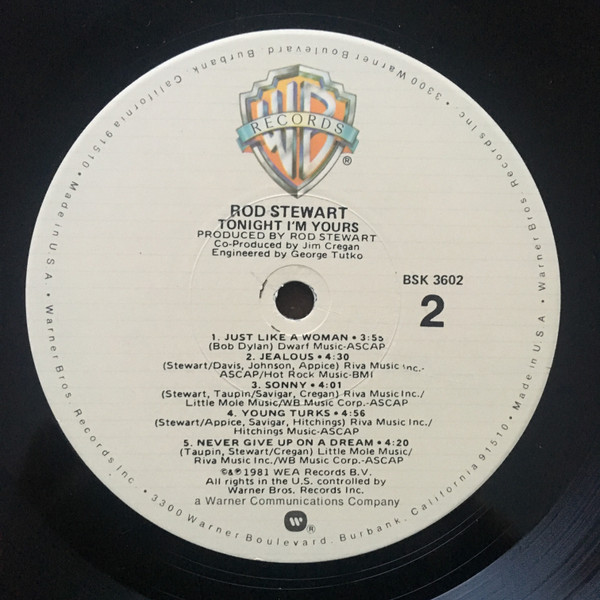 WB
RECORDS
®
ROD STEWART
TONIGHT I'M YOURS
PRODUCED BY ROD STEWART
Co-Produced by Jim Cregan
Engineered by George Tutko
BSK 3602
2
1. JUST LIKE A WOMAN • 3:55
(Bob Dylan) Dwarf Music-ASCAP
2. JEALOUS • 4:30
(Stewart/Davis, Johnson, Appice) Riva Music Inc.-
ASCAP/Hot Rock Music-BMI
3. SONNY • 4:01
(Stewart, Taupin/Savigar, Cregan) Riva Music Inc./
Little Mole Music/WB Music Corp.-ASCAP
4. YOUNG TURKS • 4:56
(Stewart/Appice, Savigar, Hitchings) Riva Music Inc./
Hitchings Music-ASCAP
5. NEVER GIVE UP ON A DREAM • 4:20
(Taupin, Stewart/Cregan) Little Mole Music/
Riva Music Inc./WB Music Corp.-ASCAP
©&℗ 1981 WEA Records B.V.
All rights in the U.S. controlled by
Warner Bros. Records Inc.
a Warner Communications Company
®
Warner Bros. Records Inc. • 3300 Warner Boulevard, Burbank, California 91510 • Made in U.S.A. • Warner Bros. Records Inc. • 3300 Warner Boulevard, Burbank, California 91510 • Made in U.S.A. •